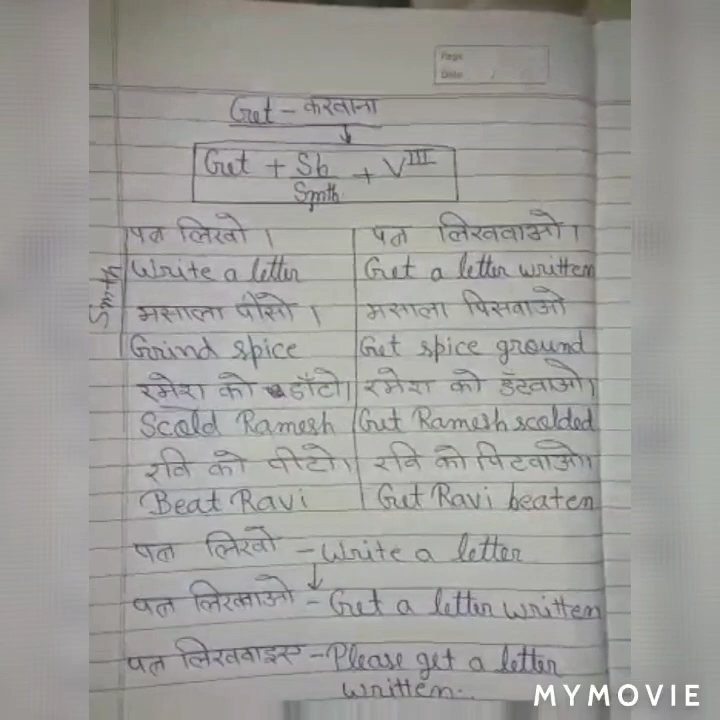 Page
Date /
Get - करवाना
Get + Sb + V III
Smth
पत्र लिखो । पत्र लिखवाओ ।
Write a letter Get a letter written
Smth
मसाला पीसो । मसाला पिसवाओ
Grind spice Get spice ground
रमेश को डाँटो । रमेश को डँटवाओ ।
Scold Ramesh Get Ramesh scolded
रवि को पीटो । रवि को पिटवाओ ।
Beat Ravi Get Ravi beaten
पत्र लिखो - Write a letter
पत्र लिखवाओ - Get a letter written
पत्र लिखवाइए - Please get a letter
written.
MYMOVIE